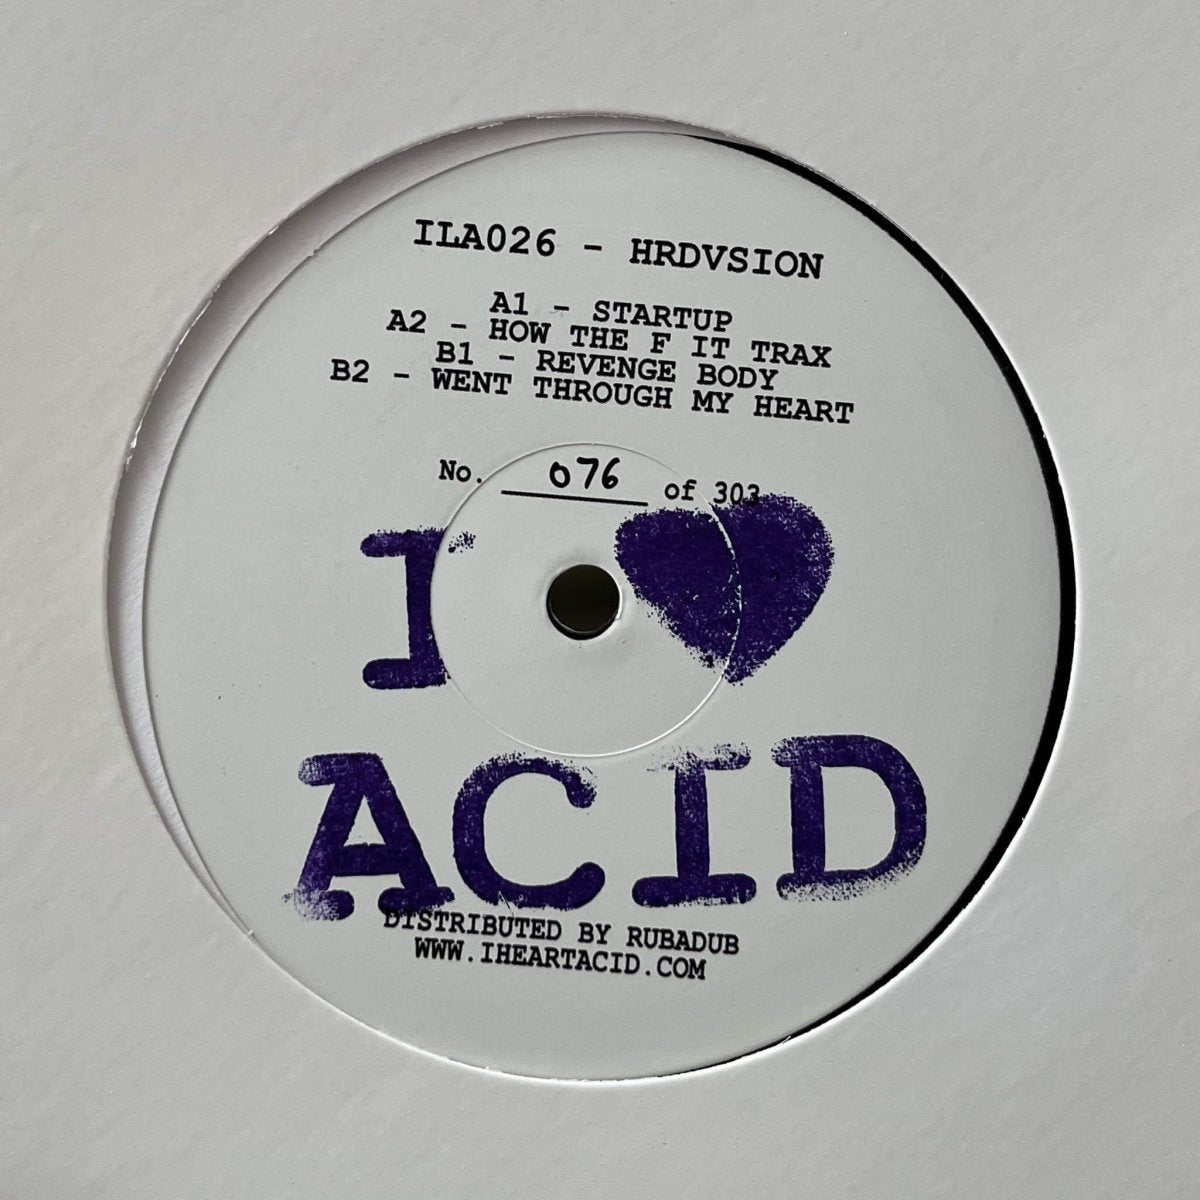 ILA026 - HRDVSION
A1 - STARTUP
A2 - HOW THE F IT TRAX
B1 - REVENGE BODY
B2 - WENT THROUGH MY HEART
No. 076 of 303
I ♥
ACID
DISTRIBUTED BY RUBADUB
WWW.IHEARTACID.COM